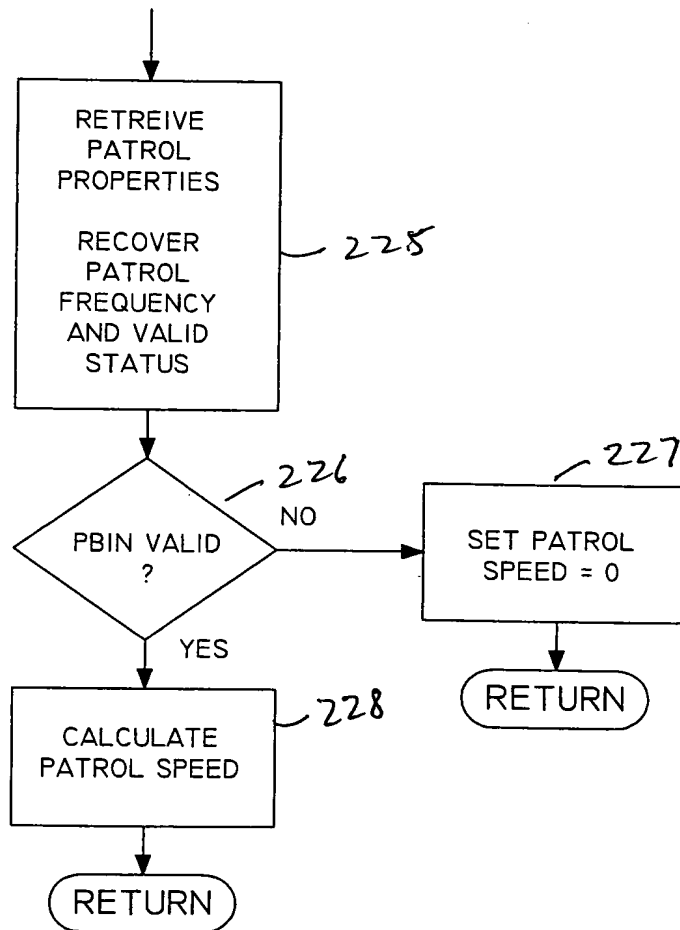 RETREIVE
PATROL
PROPERTIES
RECOVER
PATROL
FREQUENCY
AND VALID
STATUS
225
226
PBIN VALID
?
NO
227
SET PATROL
SPEED = 0
YES
RETURN
228
CALCULATE
PATROL SPEED
RETURN